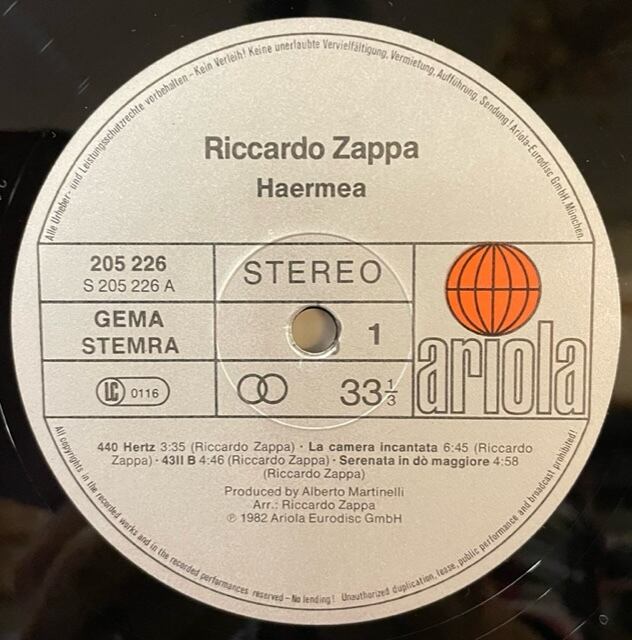 Alle Urheber- und Leistungsschutzrechte vorbehalten – Kein Verleih! Keine unerlaubte Vervielfältigung, Vermietung, Aufführung, Sendung! Ariola-Eurodisc GmbH, München.
Riccardo Zappa
Haermea
205 226
S 205 226 A
STEREO
GEMA
STEMRA
1
LC 0116
33 1/3
ariola
440 Hertz 3:35 (Riccardo Zappa) · La camera incantata 6:45 (Riccardo
Zappa) · 43II B 4:46 (Riccardo Zappa) · Serenata in dò maggiore 4:58
(Riccardo Zappa)
Produced by Alberto Martinelli
Arr.: Riccardo Zappa
℗ 1982 Ariola Eurodisc GmbH
All copyrights in the recorded works and in the recorded performances reserved – No lending! Unauthorized duplication, lease, public performance and broadcast prohibited!